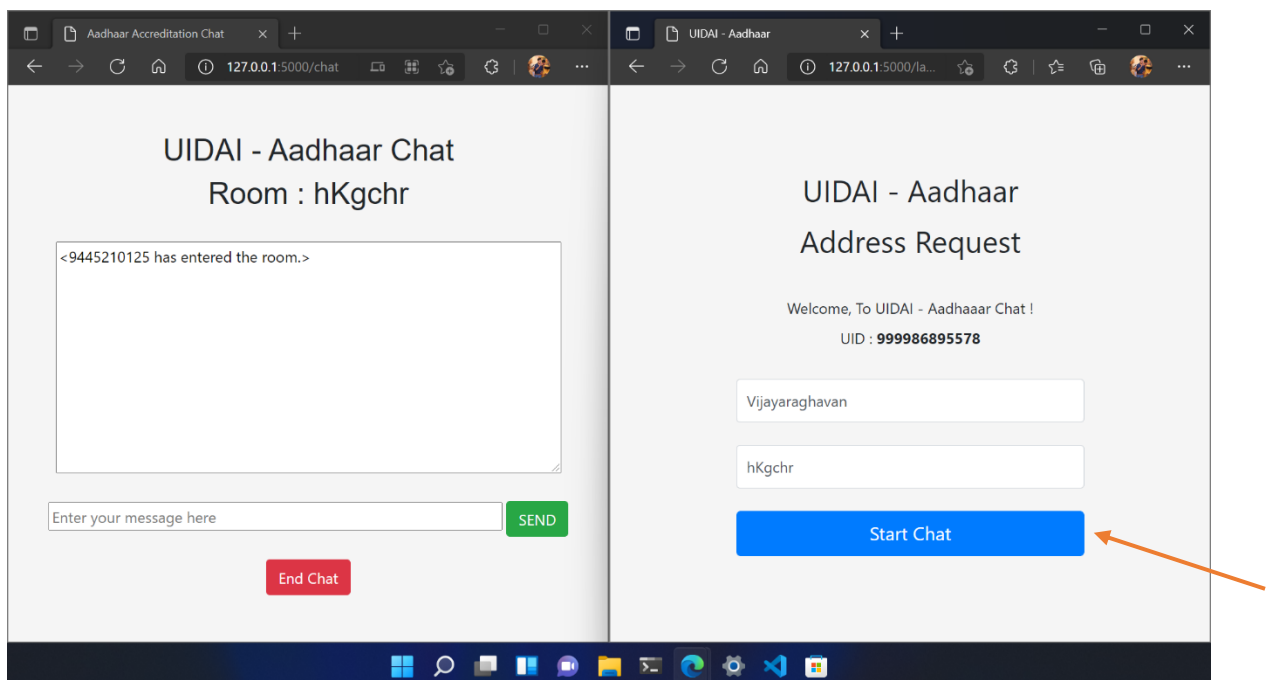 Aadhaar Accreditation Chat
127.0.0.1:5000/chat
UIDAI - Aadhaar Chat
Room : hKgchr
<9445210125 has entered the room.>
Enter your message here
SEND
End Chat
UIDAI - Aadhaar
127.0.0.1:5000/la...
UIDAI - Aadhaar
Address Request
Welcome, To UIDAI - Aadhaaar Chat !
UID : 999986895578
Vijayaraghavan
hKgchr
Start Chat